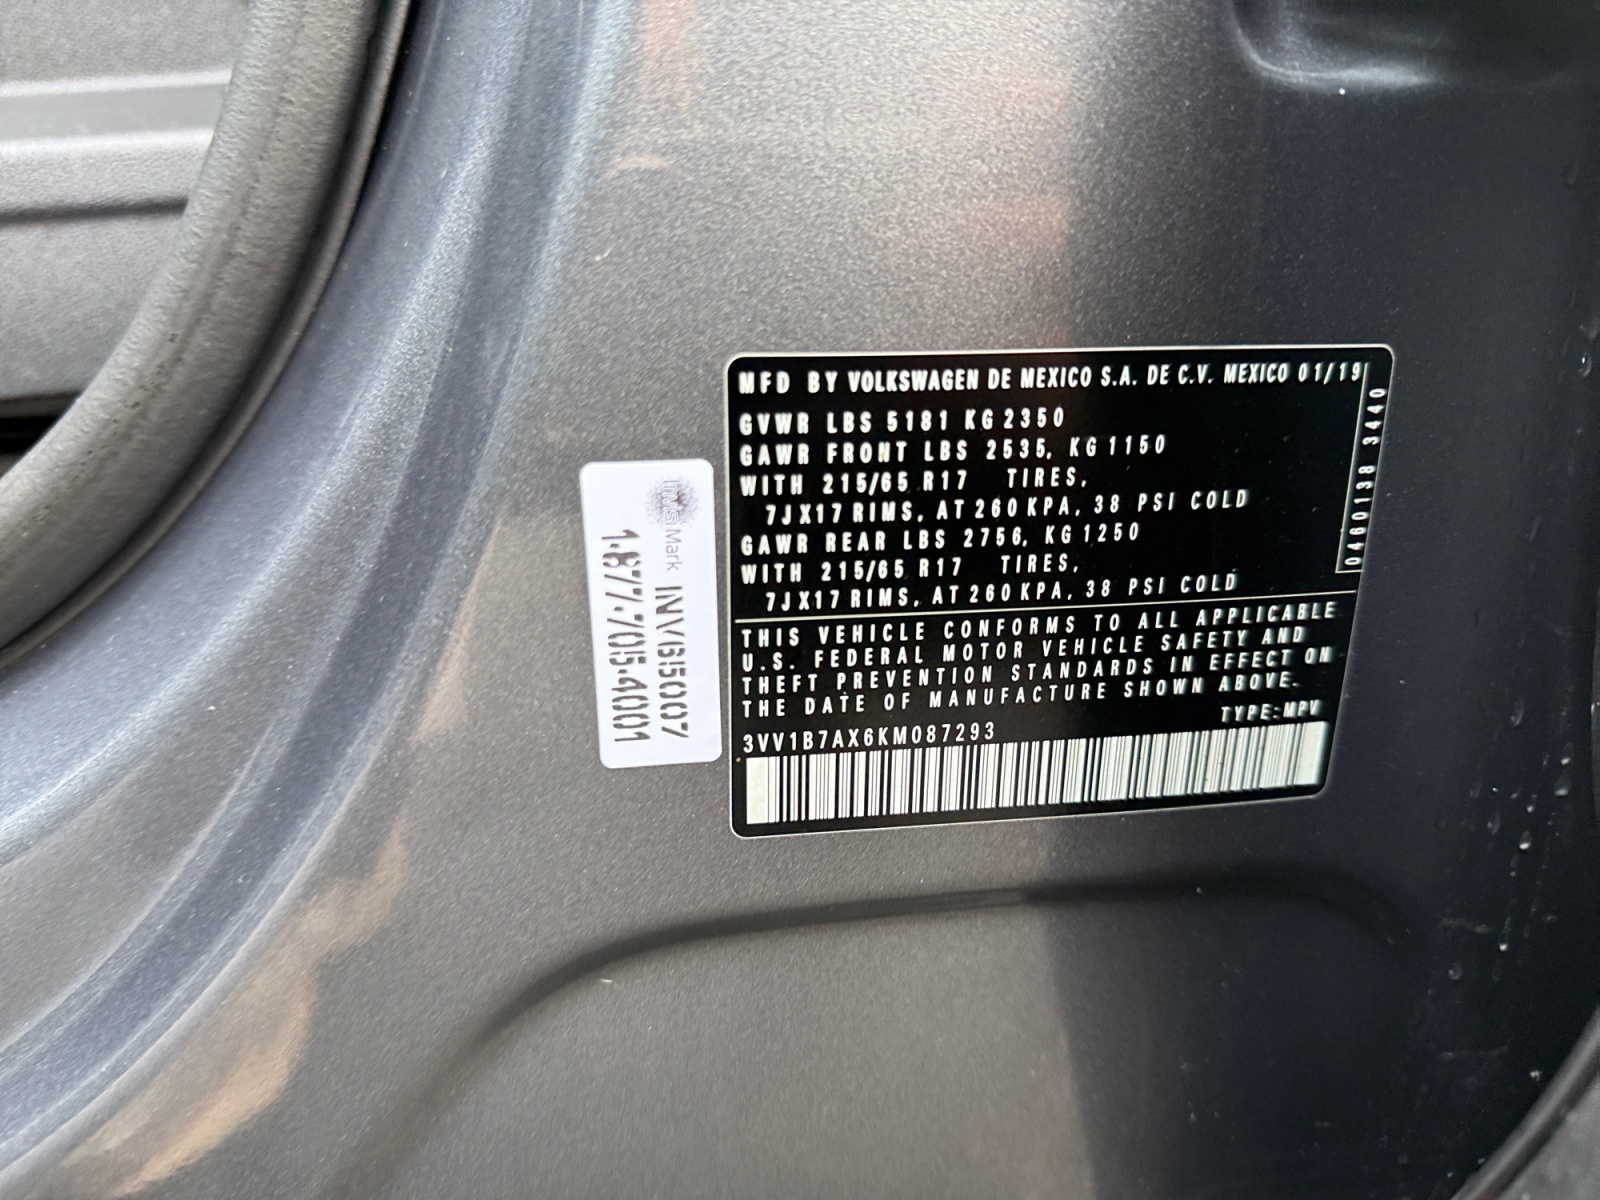 MFD BY VOLKSWAGEN DE MEXICO S.A. DE C.V. MEXICO 01/19
GVWR LBS 5181 KG 2350
GAWR FRONT LBS 2535, KG 1150
WITH 215/65 R17 TIRES,
7JX17 RIMS, AT 260 KPA, 38 PSI COLD
GAWR REAR LBS 2756, KG 1250
WITH 215/65 R17 TIRES,
7JX17 RIMS, AT 260 KPA, 38 PSI COLD
0460138 3440
THIS VEHICLE CONFORMS TO ALL APPLICABLE
U.S. FEDERAL MOTOR VEHICLE SAFETY AND
THEFT PREVENTION STANDARDS IN EFFECT ON
THE DATE OF MANUFACTURE SHOWN ABOVE.
TYPE:MPV
3VV1B7AX6KM087293
InVisiMark INV65007
1.877.705.4001